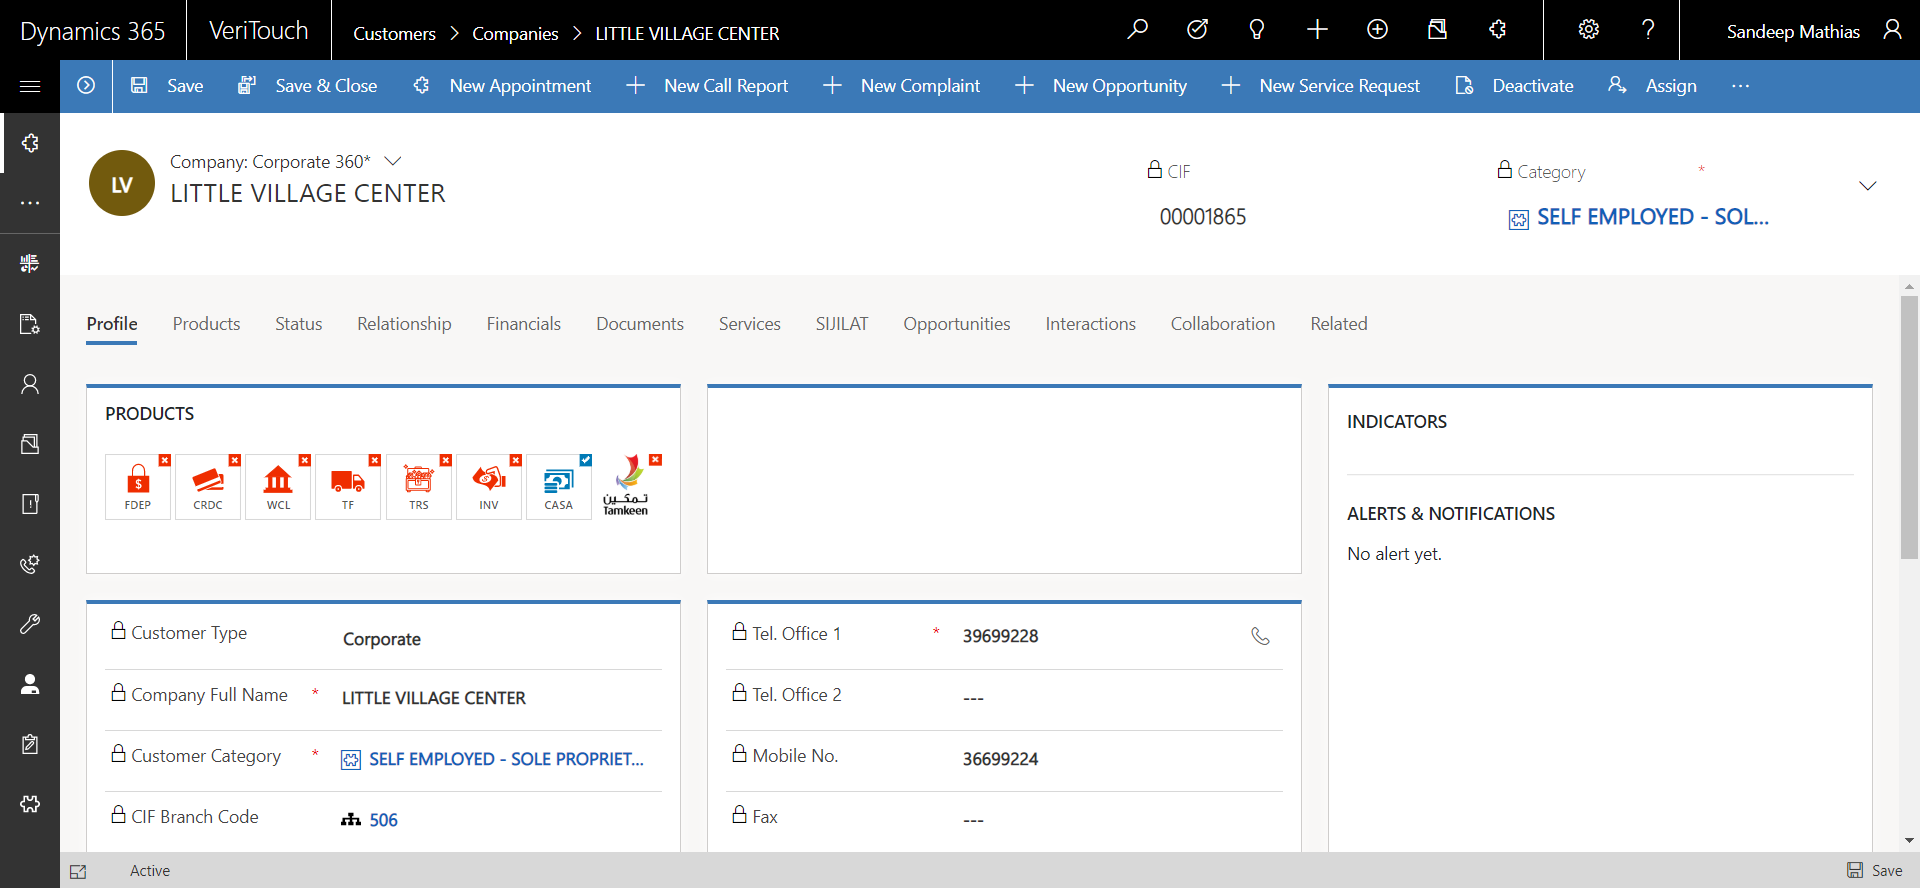 Dynamics 365
VeriTouch
Customers > Companies > LITTLE VILLAGE CENTER
Sandeep Mathias
Save
Save & Close
New Appointment
New Call Report
New Complaint
New Opportunity
New Service Request
Deactivate
Assign
...
LV
Company: Corporate 360*
LITTLE VILLAGE CENTER
CIF
00001865
Category *
SELF EMPLOYED - SOL...
Profile
Products
Status
Relationship
Financials
Documents
Services
SIJILAT
Opportunities
Interactions
Collaboration
Related
PRODUCTS
FDEP
CRDC
WCL
TF
TRS
INV
CASA
تمكين
Tamkeen
INDICATORS
ALERTS & NOTIFICATIONS
No alert yet.
Customer Type
Corporate
Company Full Name *
LITTLE VILLAGE CENTER
Customer Category *
SELF EMPLOYED - SOLE PROPRIET...
CIF Branch Code
506
Tel. Office 1 *
39699228
Tel. Office 2
---
Mobile No.
36699224
Fax
---
Active
Save